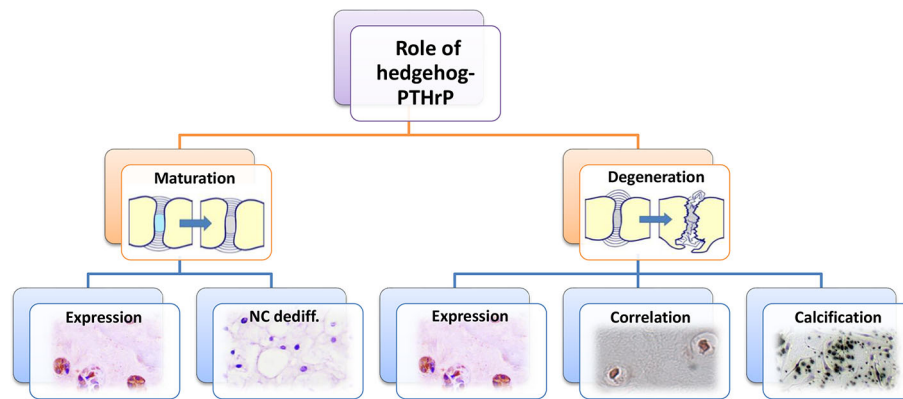 Role of
hedgehog-
PTHrP
Maturation
Degeneration
Expression
NC dediff.
Expression
Correlation
Calcification